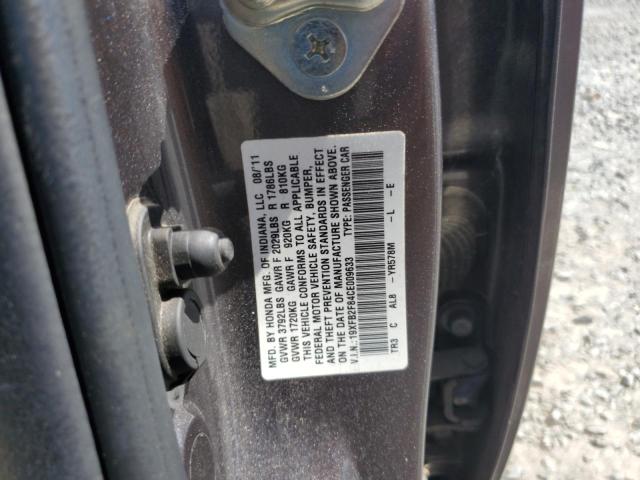 MFD. BY HONDA MFG. OF INDIANA, LLC 08/'11
GVWR 3792LBS GAWR F 2029LBS R 1786LBS
GVWR 1720KG GAWR F 920KG R 810KG
THIS VEHICLE CONFORMS TO ALL APPLICABLE
FEDERAL MOTOR VEHICLE SAFETY, BUMPER,
AND THEFT PREVENTION STANDARDS IN EFFECT
ON THE DATE OF MANUFACTURE SHOWN ABOVE.
V.I.N.:19XFB2F84CE009633 TYPE: PASSENGER CAR
TR3 C AL8 -YR578M -L -E